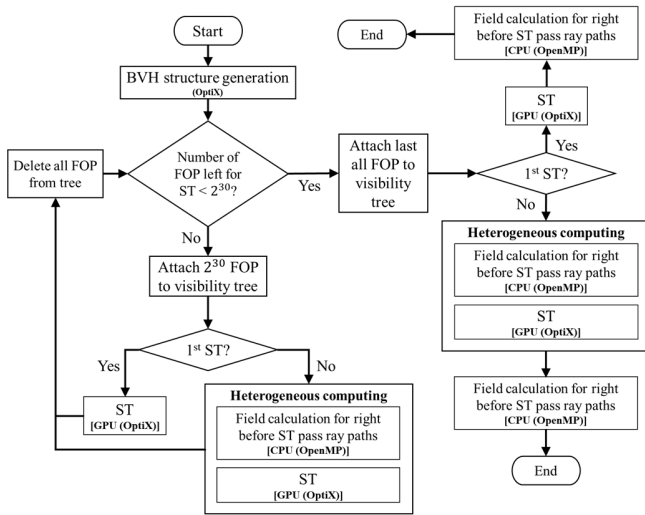 Start
BVH structure generation
(OptiX)
Number of
FOP left for
ST < 2³⁰?
Delete all FOP
from tree
Yes
No
Attach 2³⁰ FOP
to visibility tree
1ˢᵗ ST?
Yes
No
ST
[GPU (OptiX)]
Heterogeneous computing
Field calculation for right
before ST pass ray paths
[CPU (OpenMP)]
ST
[GPU (OptiX)]
Attach last
all FOP to
visibility
tree
1ˢᵗ ST?
Yes
ST
[GPU (OptiX)]
Field calculation for right
before ST pass ray paths
[CPU (OpenMP)]
End
No
Heterogeneous computing
Field calculation for right
before ST pass ray paths
[CPU (OpenMP)]
ST
[GPU (OptiX)]
Field calculation for right
before ST pass ray paths
[CPU (OpenMP)]
End